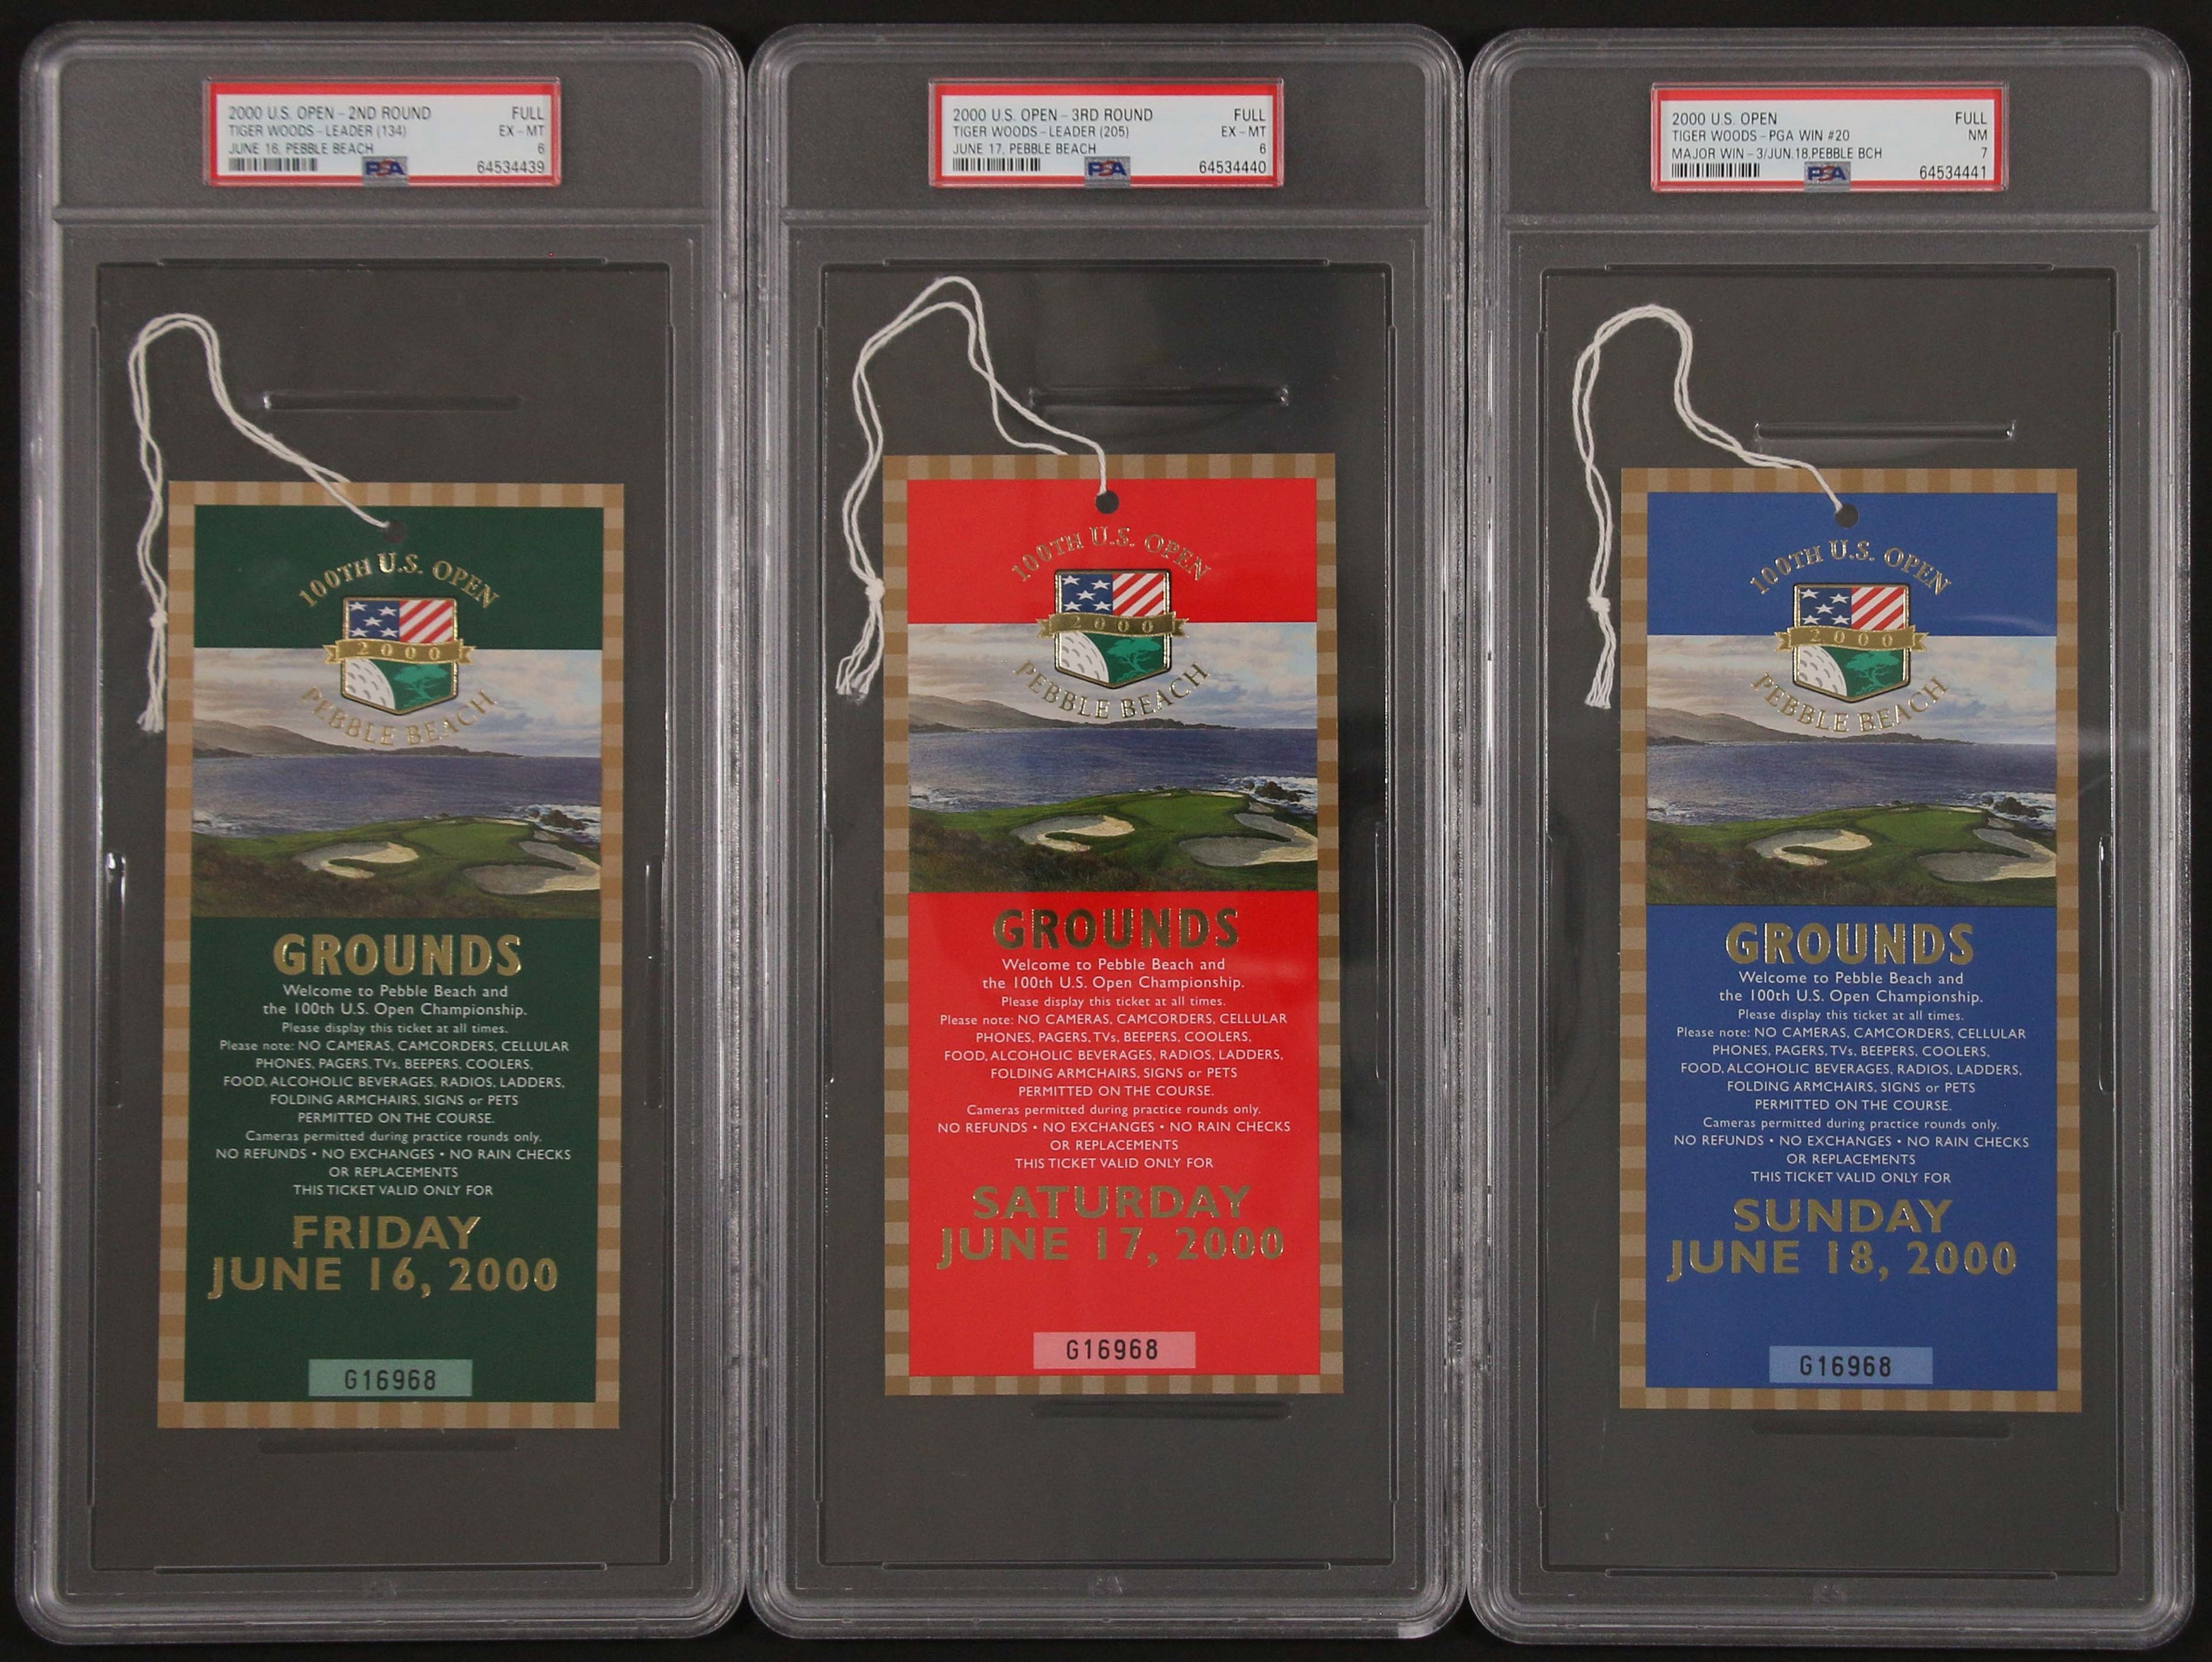 2000 U.S. OPEN - 2ND ROUND FULL
TIGER WOODS - LEADER (134) EX - MT
JUNE 16, PEBBLE BEACH 6
PSA 64534439
100TH U.S. OPEN
2000
PEBBLE BEACH
GROUNDS
Welcome to Pebble Beach and
the 100th U.S. Open Championship.
Please display this ticket at all times.
Please note: NO CAMERAS, CAMCORDERS, CELLULAR
PHONES, PAGERS, TVs, BEEPERS, COOLERS,
FOOD, ALCOHOLIC BEVERAGES, RADIOS, LADDERS,
FOLDING ARMCHAIRS, SIGNS or PETS
PERMITTED ON THE COURSE.
Cameras permitted during practice rounds only.
NO REFUNDS • NO EXCHANGES • NO RAIN CHECKS
OR REPLACEMENTS
THIS TICKET VALID ONLY FOR
FRIDAY
JUNE 16, 2000
G16968
2000 U.S. OPEN - 3RD ROUND FULL
TIGER WOODS - LEADER (205) EX - MT
JUNE 17, PEBBLE BEACH 6
PSA 64534440
100TH U.S. OPEN
2000
PEBBLE BEACH
GROUNDS
Welcome to Pebble Beach and
the 100th U.S. Open Championship.
Please display this ticket at all times.
Please note: NO CAMERAS, CAMCORDERS, CELLULAR
PHONES, PAGERS, TVs, BEEPERS, COOLERS,
FOOD, ALCOHOLIC BEVERAGES, RADIOS, LADDERS,
FOLDING ARMCHAIRS, SIGNS or PETS
PERMITTED ON THE COURSE.
Cameras permitted during practice rounds only.
NO REFUNDS • NO EXCHANGES • NO RAIN CHECKS
OR REPLACEMENTS
THIS TICKET VALID ONLY FOR
SATURDAY
JUNE 17, 2000
G16968
2000 U.S. OPEN FULL
TIGER WOODS - PGA WIN #20 NM
MAJOR WIN - 3/JUN.18,PEBBLE BCH 7
PSA 64534441
100TH U.S. OPEN
2000
PEBBLE BEACH
GROUNDS
Welcome to Pebble Beach and
the 100th U.S. Open Championship.
Please display this ticket at all times.
Please note: NO CAMERAS, CAMCORDERS, CELLULAR
PHONES, PAGERS, TVs, BEEPERS, COOLERS,
FOOD, ALCOHOLIC BEVERAGES, RADIOS, LADDERS,
FOLDING ARMCHAIRS, SIGNS or PETS
PERMITTED ON THE COURSE.
Cameras permitted during practice rounds only.
NO REFUNDS • NO EXCHANGES • NO RAIN CHECKS
OR REPLACEMENTS
THIS TICKET VALID ONLY FOR
SUNDAY
JUNE 18, 2000
G16968